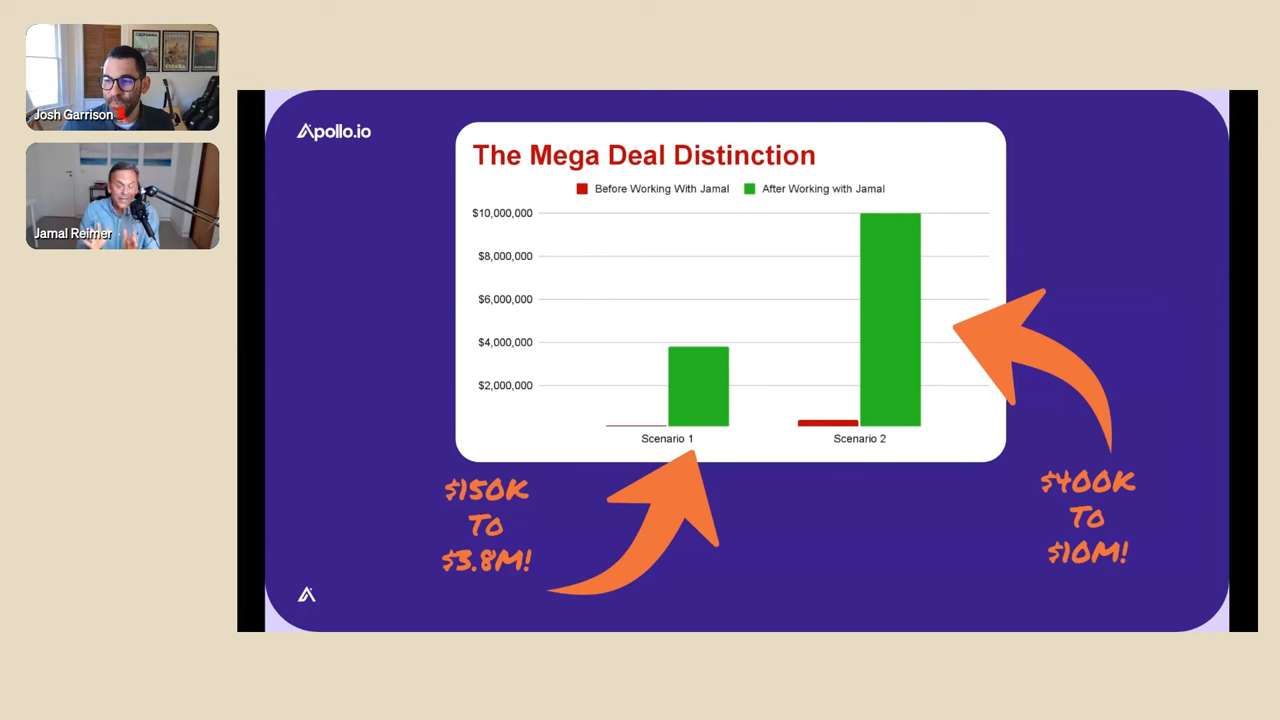 Josh Garrison
Jamal Reimer
Apollo.io
The Mega Deal Distinction
Before Working With Jamal
After Working with Jamal
$10,000,000
$8,000,000
$6,000,000
$4,000,000
$2,000,000
Scenario 1
Scenario 2
$150K
To
$3.8M!
$400K
To
$10M!